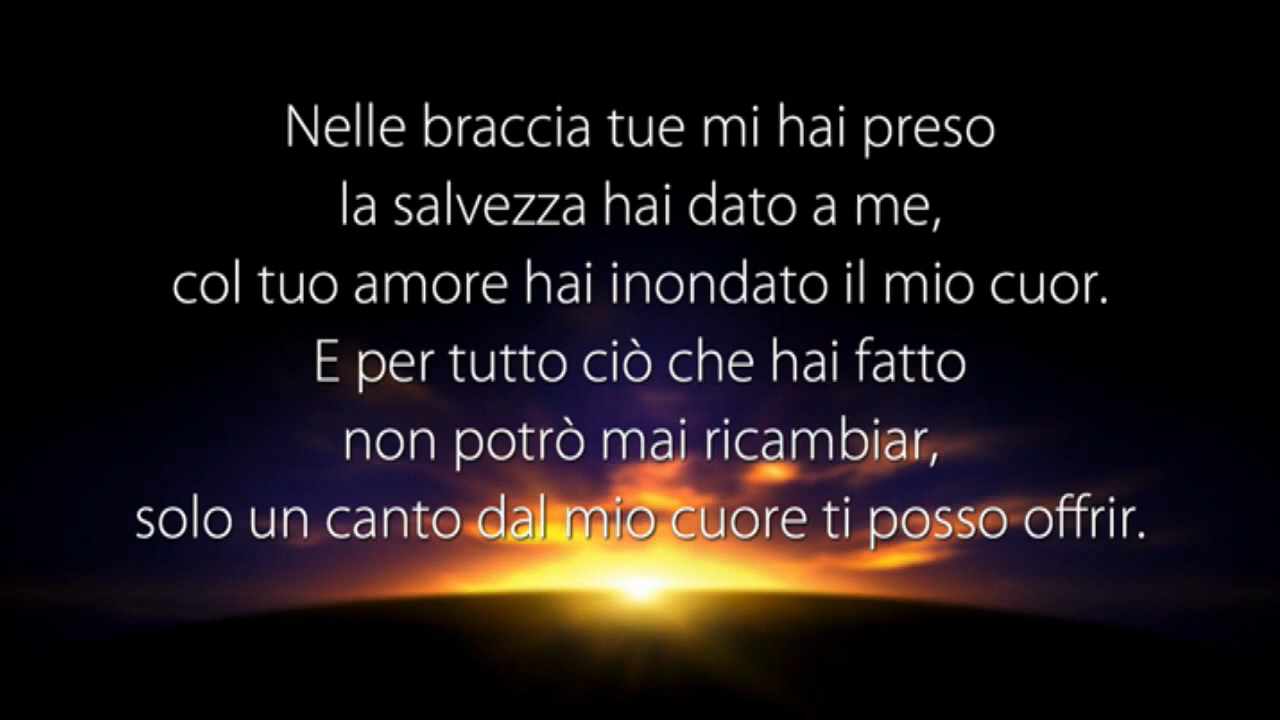 Nelle braccia tue mi hai preso
la salvezza hai dato a me,
col tuo amore hai inondato il mio cuor.
E per tutto ciò che hai fatto
non potrò mai ricambiar,
solo un canto dal mio cuore ti posso offrir.